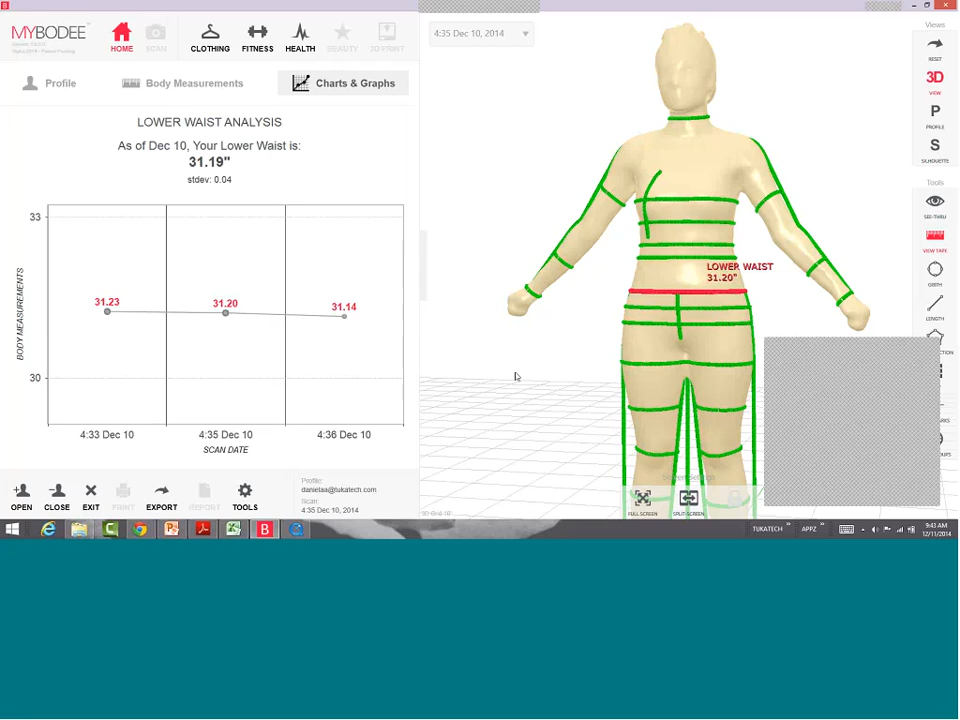 MYBODEE
HOME
SCAN
CLOTHING
FITNESS
HEALTH
BEAUTY
3D PRINT
Profile
Body Measurements
Charts & Graphs
LOWER WAIST ANALYSIS
As of Dec 10, Your Lower Waist is:
31.19"
stdev: 0.04
33
30
BODY MEASUREMENTS
31.23
31.20
31.14
4:33 Dec 10
4:35 Dec 10
4:36 Dec 10
SCAN DATE
OPEN
CLOSE
EXIT
PRINT
EXPORT
REPORT
TOOLS
Profile:
danielaa@tukatech.com
Scan:
4:35 Dec 10, 2014
4:35 Dec 10, 2014
LOWER WAIST
31.20"
FULL SCREEN
SPLIT-SCREEN
Views
RESET
3D
VIEW
P
PROFILE
S
SILHOUETTE
Tools
SEE-THRU
VIEW TAPE
GIRTH
LENGTH
TUKATECH
APPZ
9:43 AM
12/11/2014